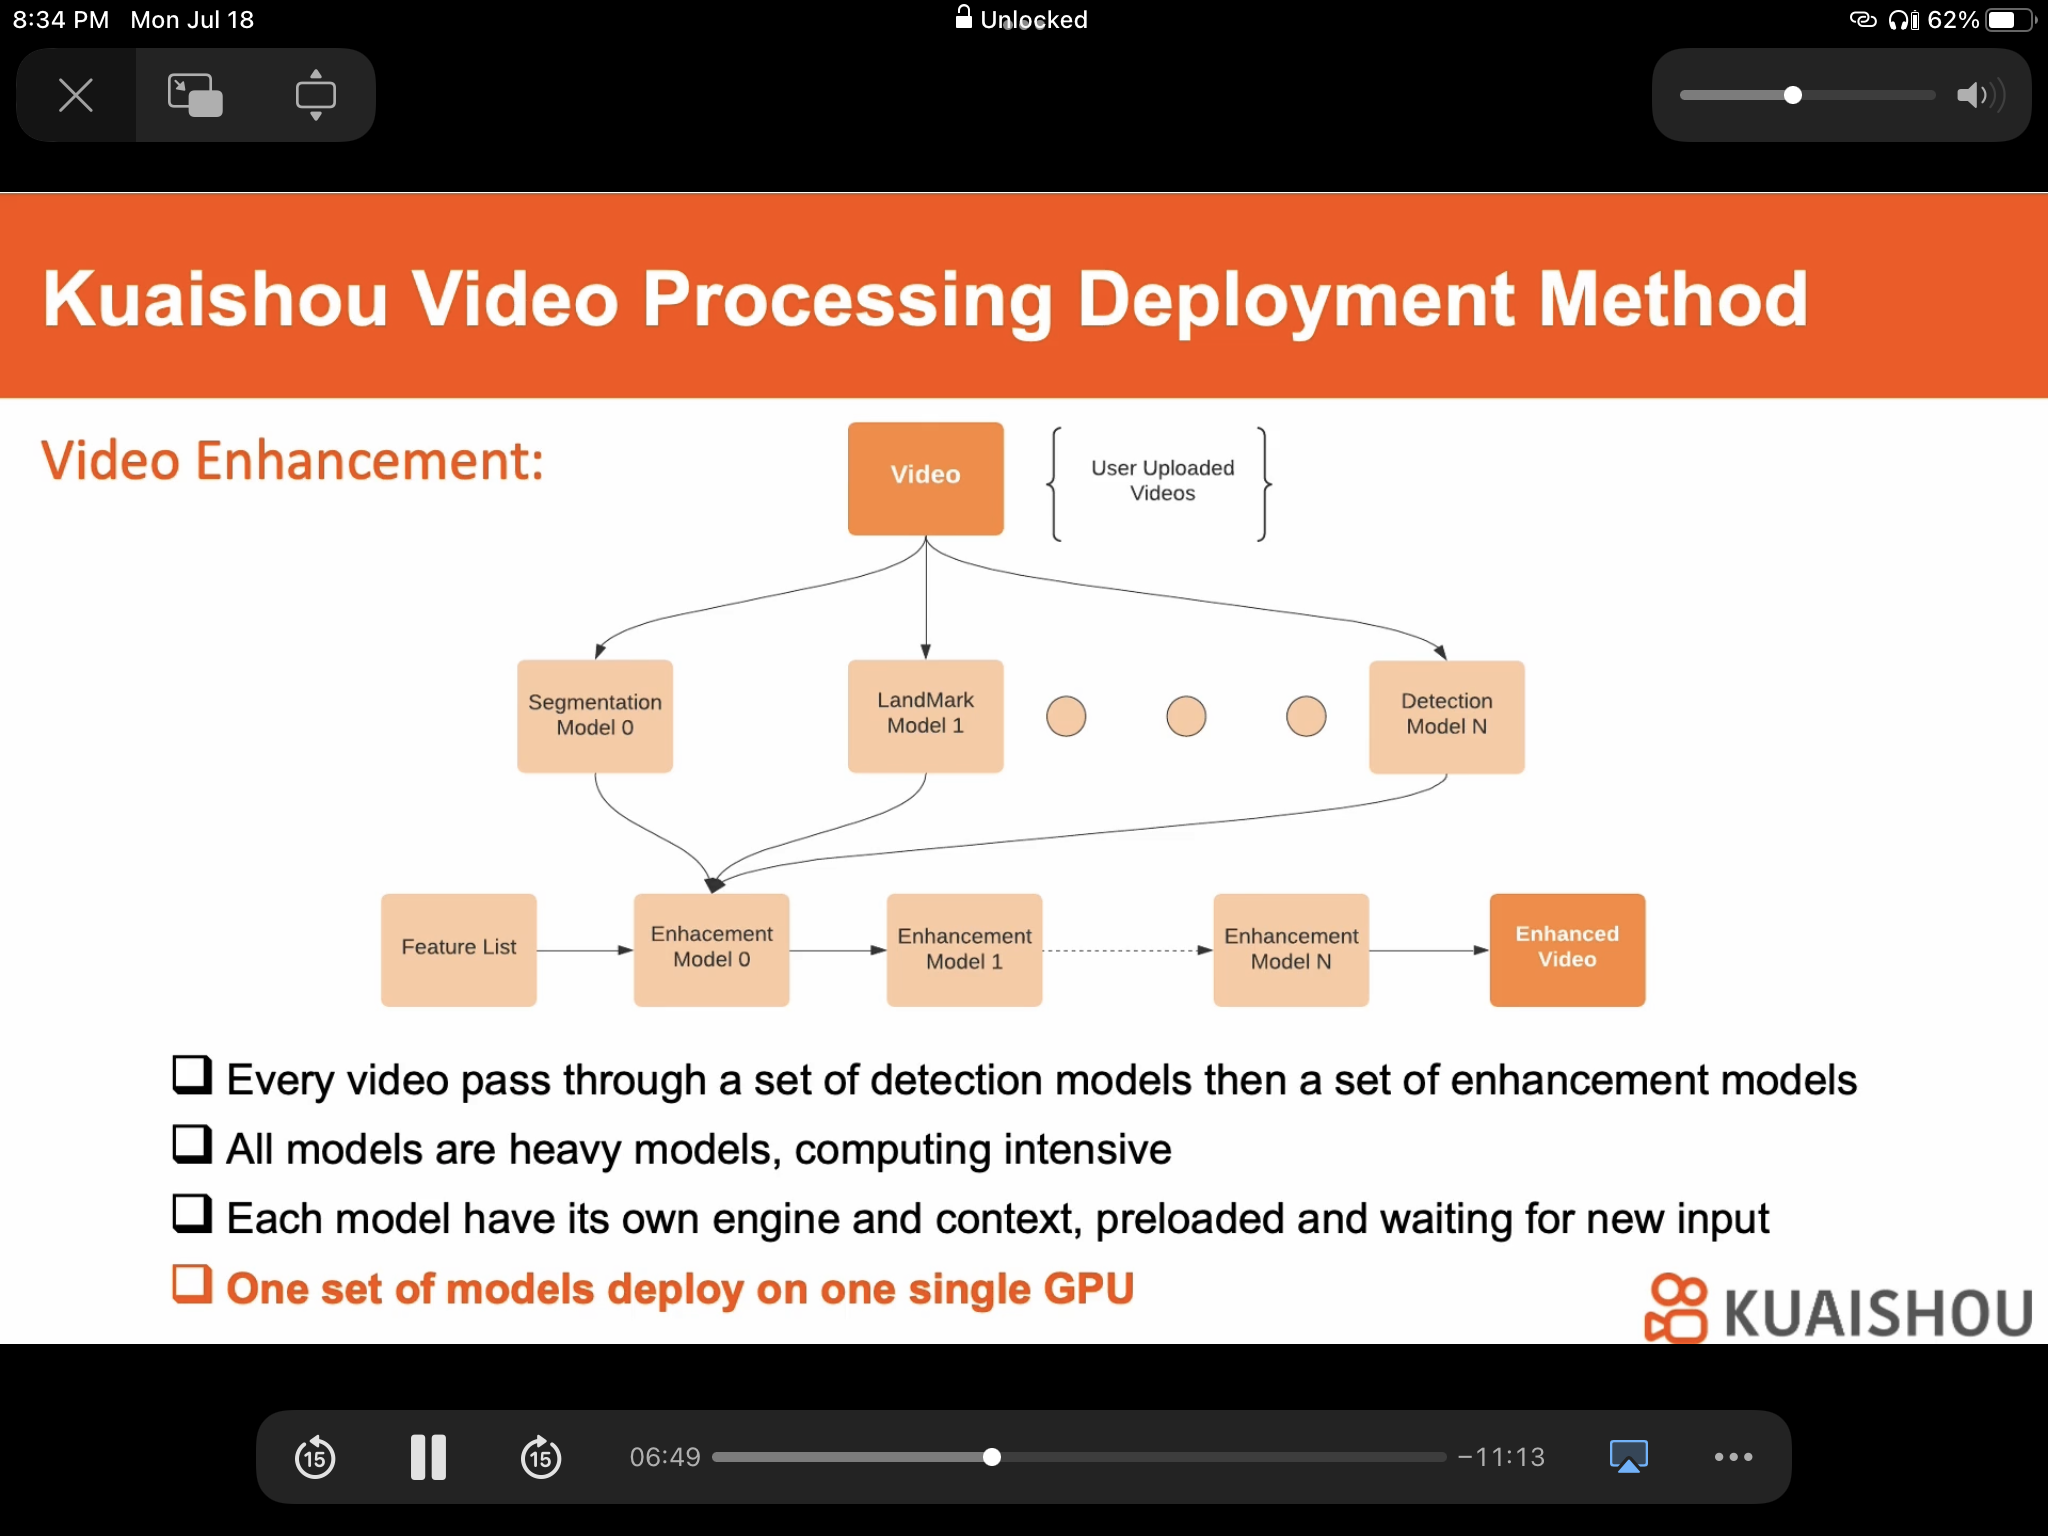 8:34 PM Mon Jul 18
Unlocked
62%
Kuaishou Video Processing Deployment Method
Video Enhancement:
Video
User Uploaded
Videos
Segmentation
Model 0
LandMark
Model 1
Detection
Model N
Feature List
Enhacement
Model 0
Enhancement
Model 1
Enhancement
Model N
Enhanced
Video
Every video pass through a set of detection models then a set of enhancement models
All models are heavy models, computing intensive
Each model have its own engine and context, preloaded and waiting for new input
One set of models deploy on one single GPU
KUAISHOU
15
15
06:49
−11:13